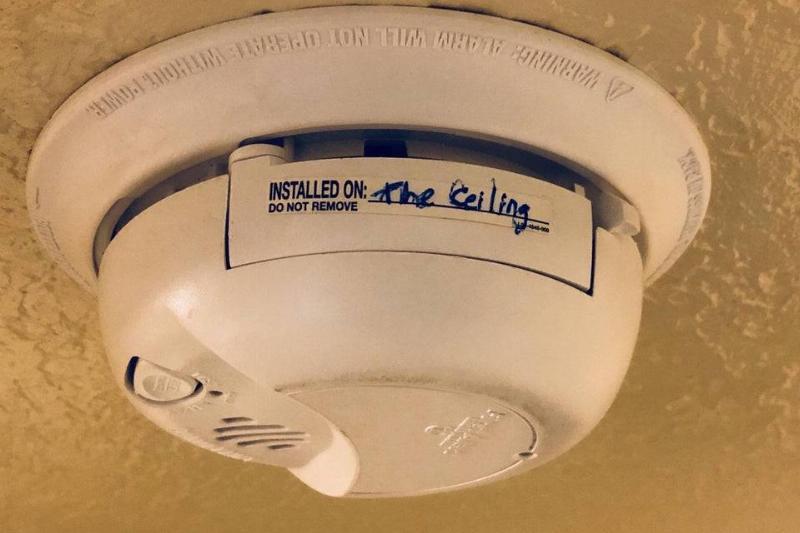 WARNING: ALARM WILL NOT OPERATE WITHOUT POWER
INSTALLED ON: The Ceiling
DO NOT REMOVE